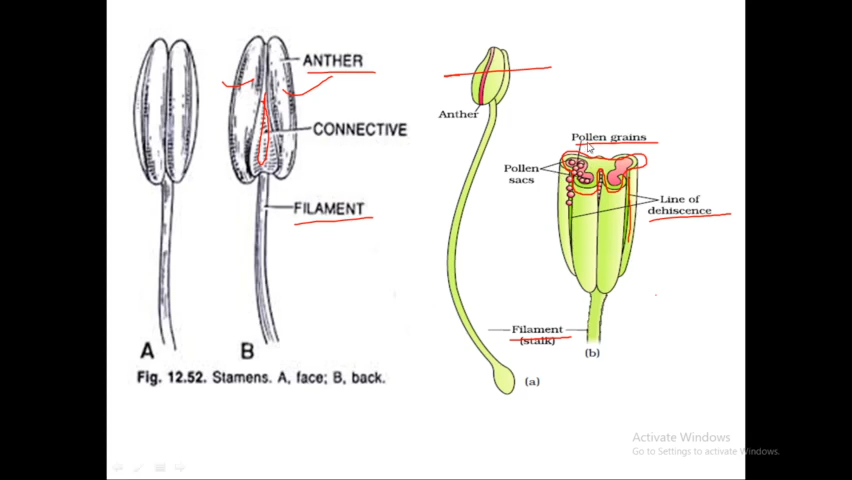 ANTHER
CONNECTIVE
FILAMENT
A
B
Fig. 12.52. Stamens. A, face; B, back.
Anther
Pollen grains
Pollen
sacs
Line of
dehiscence
Filament
(stalk)
(b)
(a)
Activate Windows
Go to Settings to activate Windows.